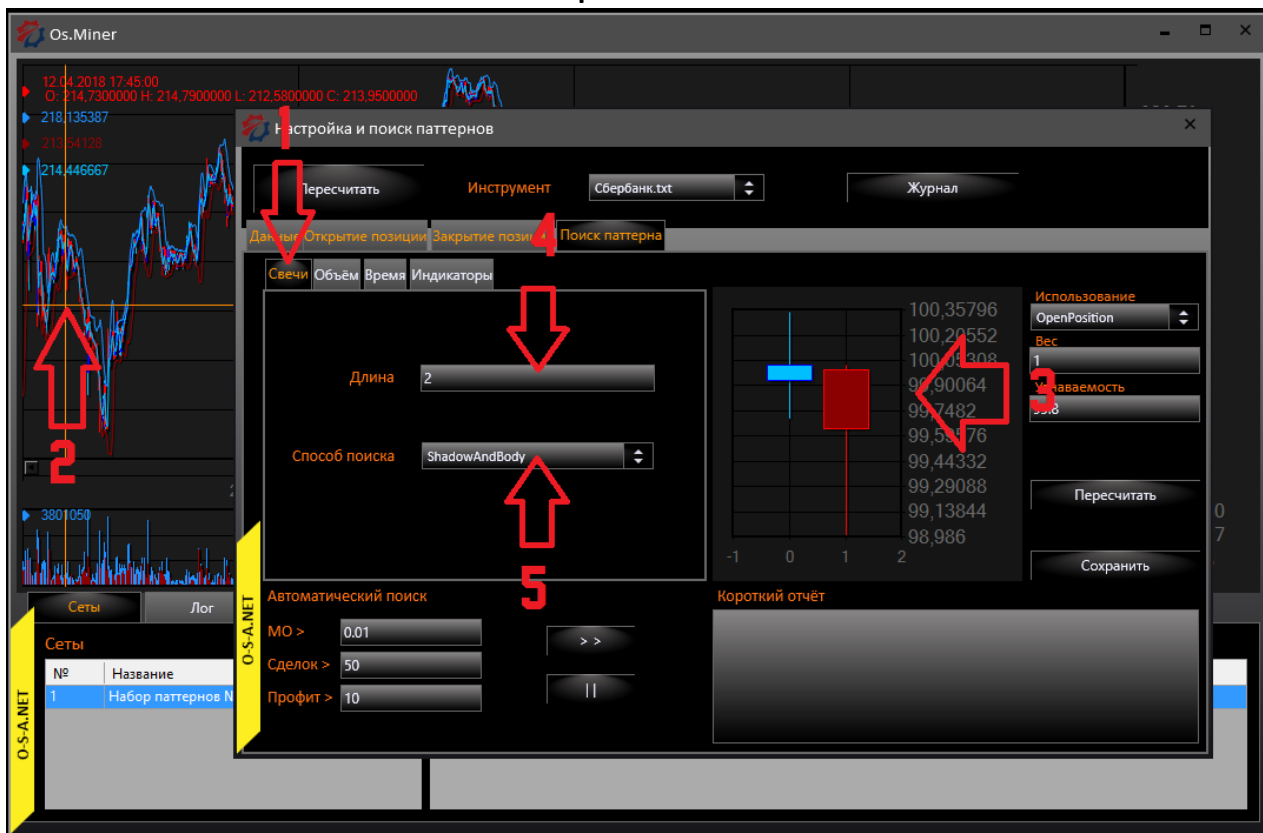 Os.Miner
12.04.2018 17:45:00
O: 214,7300000 H: 214,7900000 L: 212,5800000 C: 213,9500000
218,135387
213,54128
214,446667
1
Настройка и поиск паттернов
Пересчитать
Инструмент
Сбербанк.txt
Журнал
Данные
Открытие позиции
Закрытие
Поиск паттерна
4
Свечи
Объём
Время
Индикаторы
Длина
2
Способ поиска
ShadowAndBody
5
2
3
100,35796
100,20552
100,05308
99,90064
99,7482
99,59576
99,44332
99,29088
99,13844
98,986
-1 0 1 2
Использование
OpenPosition
Вес
1
Узнаваемость
Пересчитать
Сохранить
3801050
0
7
Сеты
Лог
Сеты
№
Название
1
Набор паттернов N
O-S-A.NET
O-S-A.NET
Автоматический поиск
МО >
0.01
> >
Сделок >
50
Профит >
10
| |
Короткий отчёт